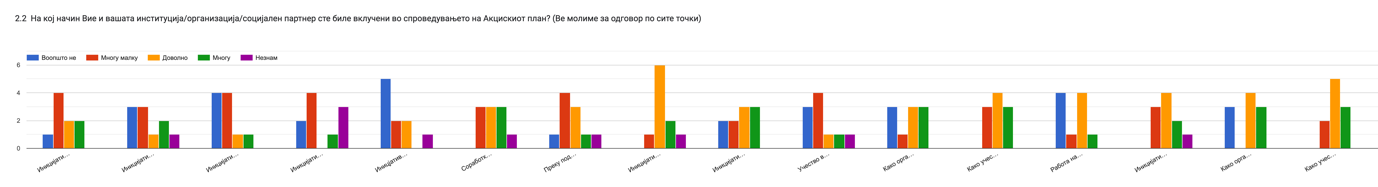 2.2 На кој начин Вие и вашата институција/организација/социјален партнер сте биле вклучени во спроведувањето на Акцискиот план? (Ве молиме за одговор по сите точки)
Воопшто не Многу малку Доволно Многу Незнам
6
4
2
0
Иницијати… Иницијати… Иницијати… Иницијати… Инцијатив… Соработк… Преку под… Иницијати… Иницијати… Учество в… Како орга… Како учес… Работа на… Иницијати… Како орга… Како учес…